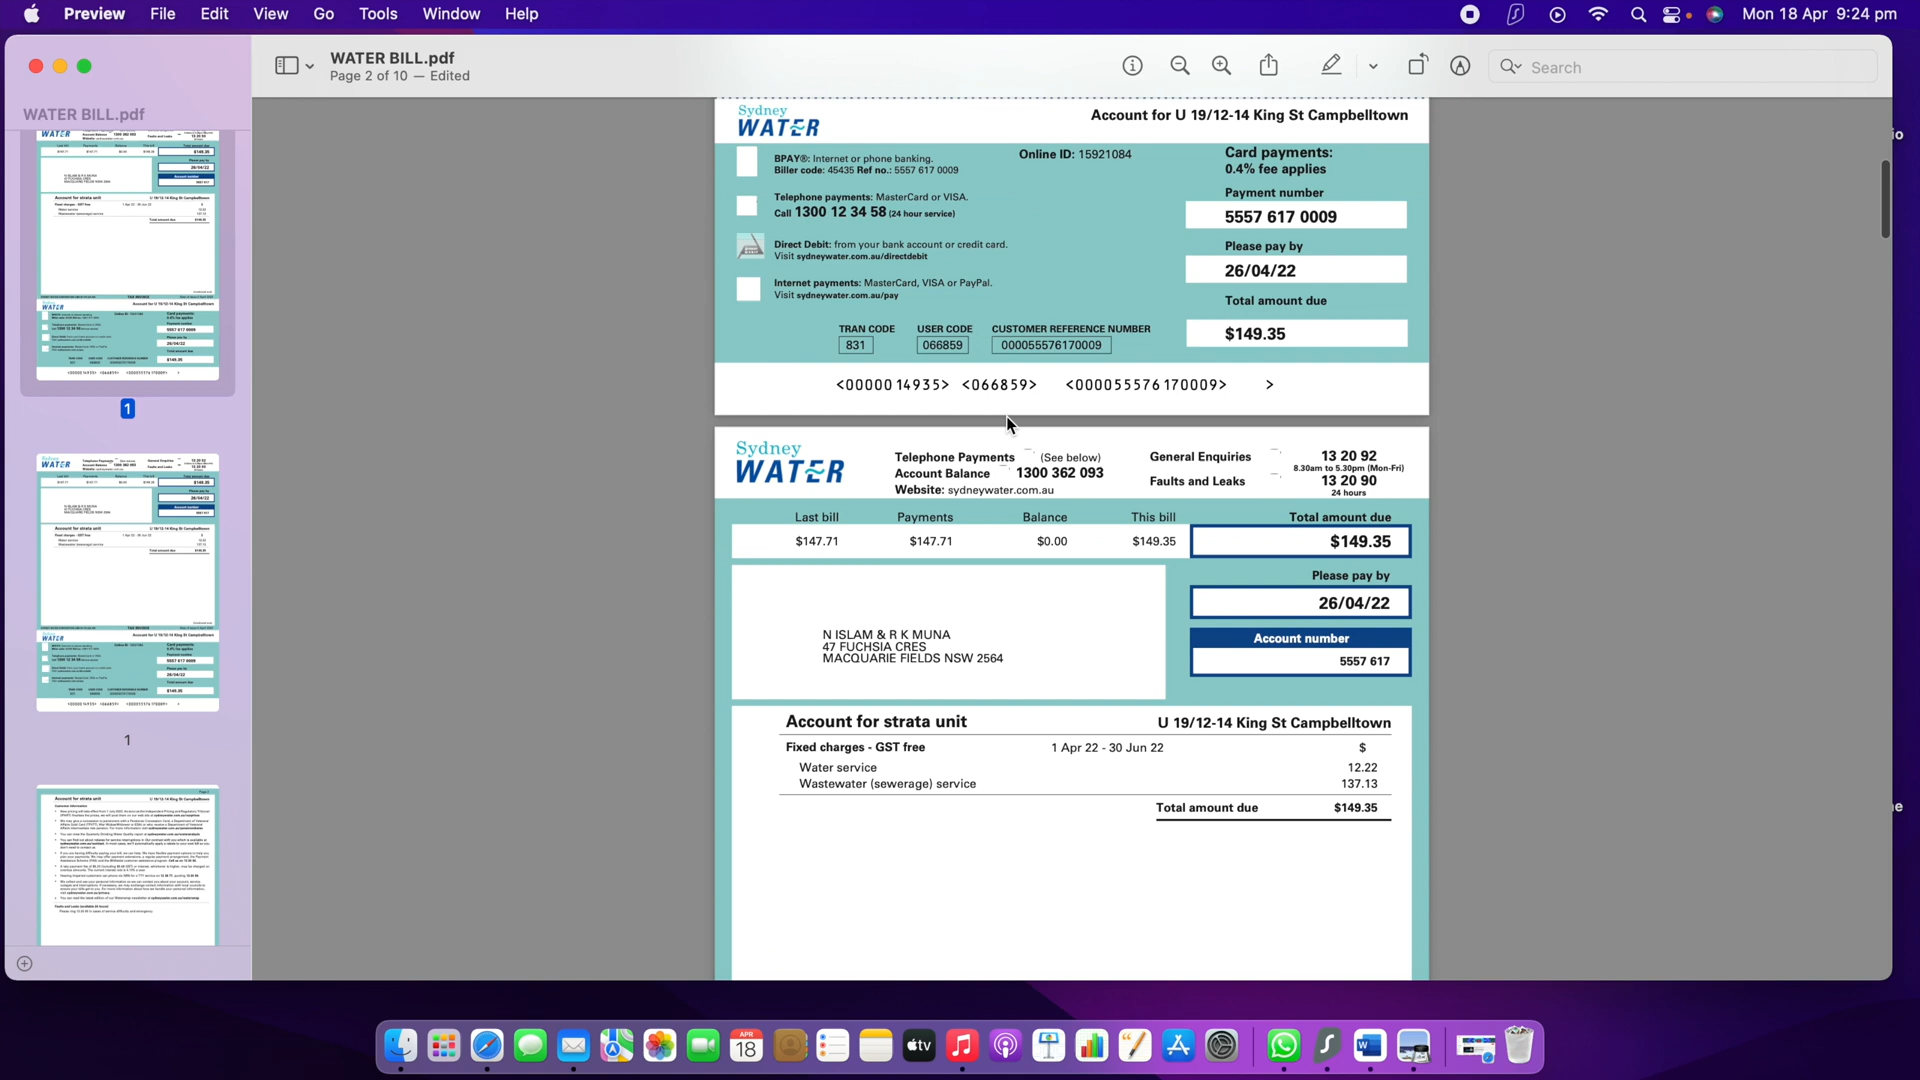 Preview File Edit View Go Tools Window Help
Mon 18 Apr 9:24 pm
WATER BILL.pdf
Page 2 of 10 — Edited
Search
WATER BILL.pdf
1
1
Sydney
WATER
Account for U 19/12-14 King St Campbelltown
BPAY®: Internet or phone banking.
Biller code: 45435 Ref no.: 5557 617 0009
Online ID: 15921084
Card payments:
0.4% fee applies
Payment number
5557 617 0009
Telephone payments: MasterCard or VISA.
Call 1300 12 34 58 (24 hour service)
Please pay by
26/04/22
Direct Debit: from your bank account or credit card.
Visit sydneywater.com.au/directdebit
Internet payments: MasterCard, VISA or PayPal.
Visit sydneywater.com.au/pay
Total amount due
$149.35
TRAN CODE USER CODE CUSTOMER REFERENCE NUMBER
831 066859 000055576170009
<0000014935> <066859> <000055576170009> >
Sydney
WATER
Telephone Payments (See below)
Account Balance 1300 362 093
Website: sydneywater.com.au
General Enquiries 13 20 92
8.30am to 5.30pm (Mon-Fri)
Faults and Leaks 13 20 90
24 hours
Last bill Payments Balance This bill Total amount due
$147.71 $147.71 $0.00 $149.35 $149.35
Please pay by
26/04/22
Account number
5557 617
N ISLAM & R K MUNA
47 FUCHSIA CRES
MACQUARIE FIELDS NSW 2564
Account for strata unit U 19/12-14 King St Campbelltown
Fixed charges - GST free 1 Apr 22 - 30 Jun 22 $
Water service 12.22
Wastewater (sewerage) service 137.13
Total amount due $149.35
APR
18
tv
W